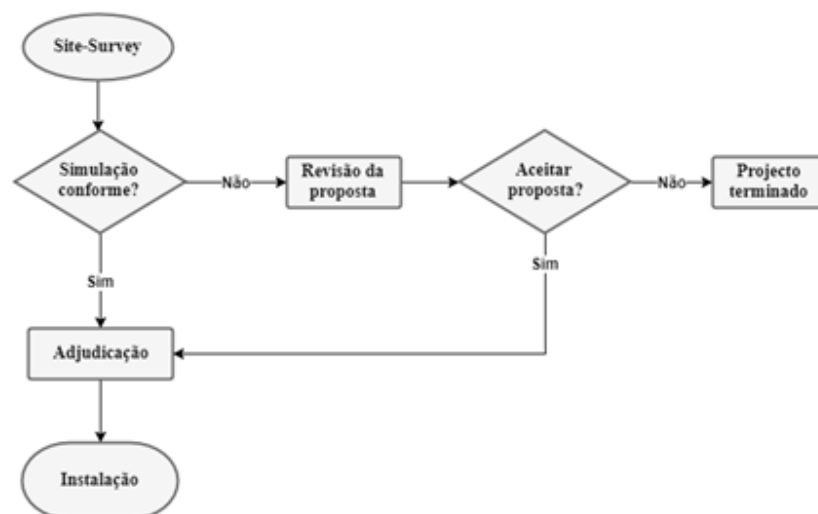 Site-Survey
Simulação
conforme?
Não
Revisão da
proposta
Aceitar
proposta?
Não
Projecto
terminado
Sim
Sim
Adjudicação
Instalação